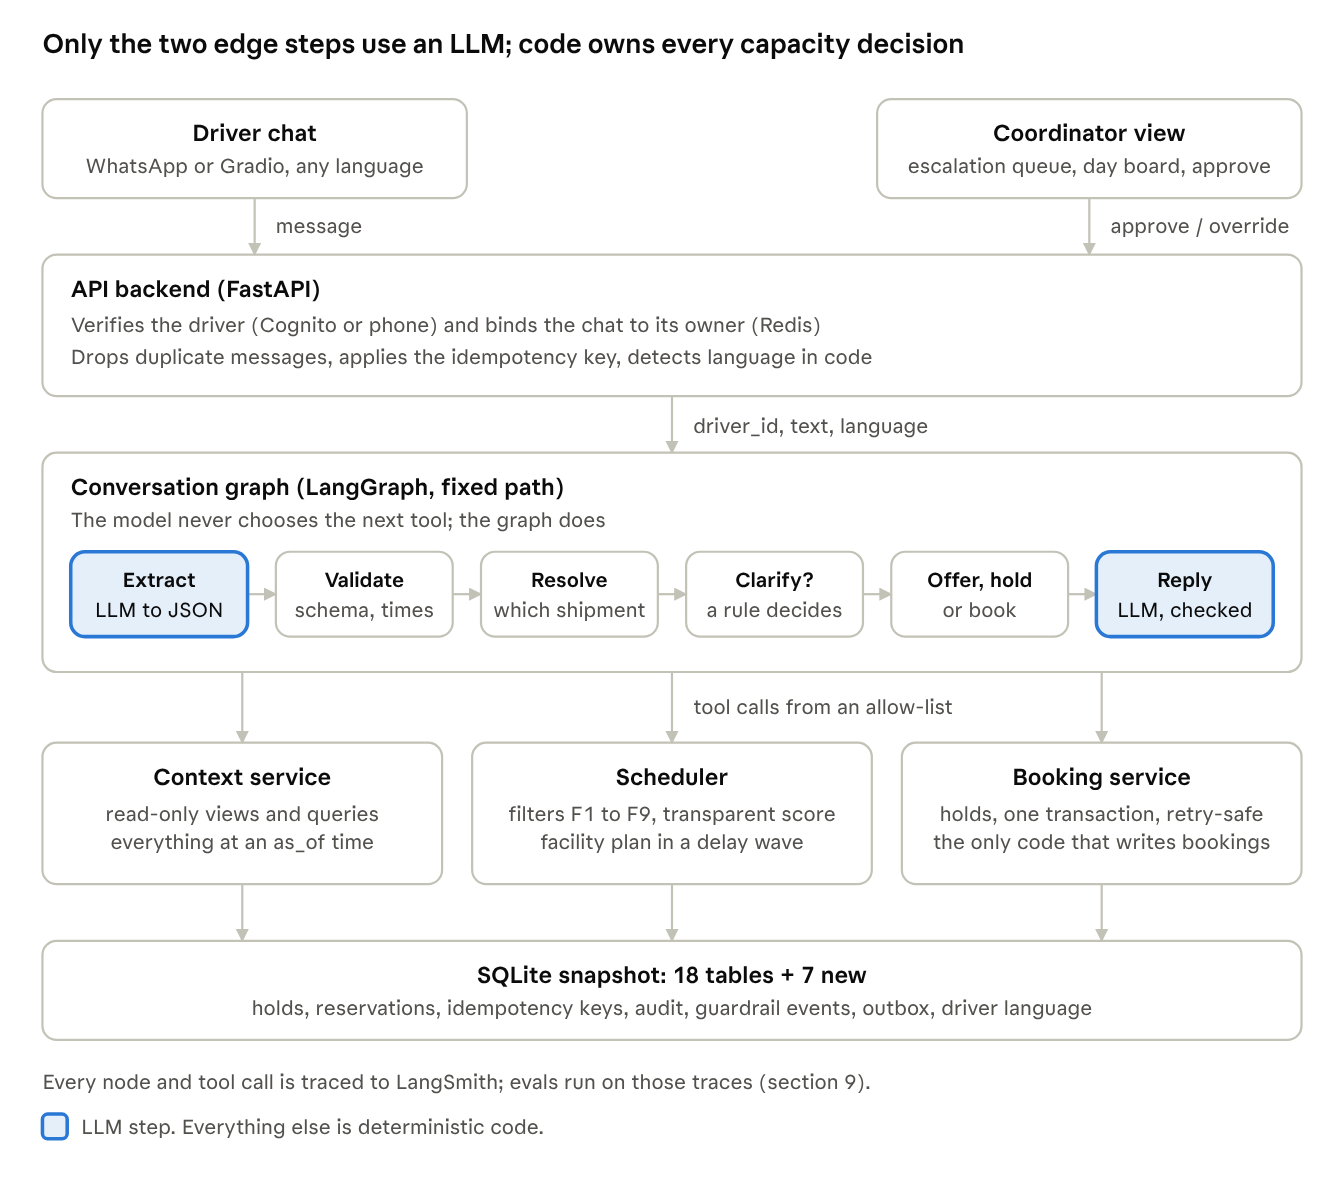 Only the two edge steps use an LLM; code owns every capacity decision
Driver chat
WhatsApp or Gradio, any language
Coordinator view
escalation queue, day board, approve
message
approve / override
API backend (FastAPI)
Verifies the driver (Cognito or phone) and binds the chat to its owner (Redis)
Drops duplicate messages, applies the idempotency key, detects language in code
driver_id, text, language
Conversation graph (LangGraph, fixed path)
The model never chooses the next tool; the graph does
Extract
LLM to JSON
Validate
schema, times
Resolve
which shipment
Clarify?
a rule decides
Offer, hold
or book
Reply
LLM, checked
tool calls from an allow-list
Context service
read-only views and queries
everything at an as_of time
Scheduler
filters F1 to F9, transparent score
facility plan in a delay wave
Booking service
holds, one transaction, retry-safe
the only code that writes bookings
SQLite snapshot: 18 tables + 7 new
holds, reservations, idempotency keys, audit, guardrail events, outbox, driver language
Every node and tool call is traced to LangSmith; evals run on those traces (section 9).
LLM step. Everything else is deterministic code.